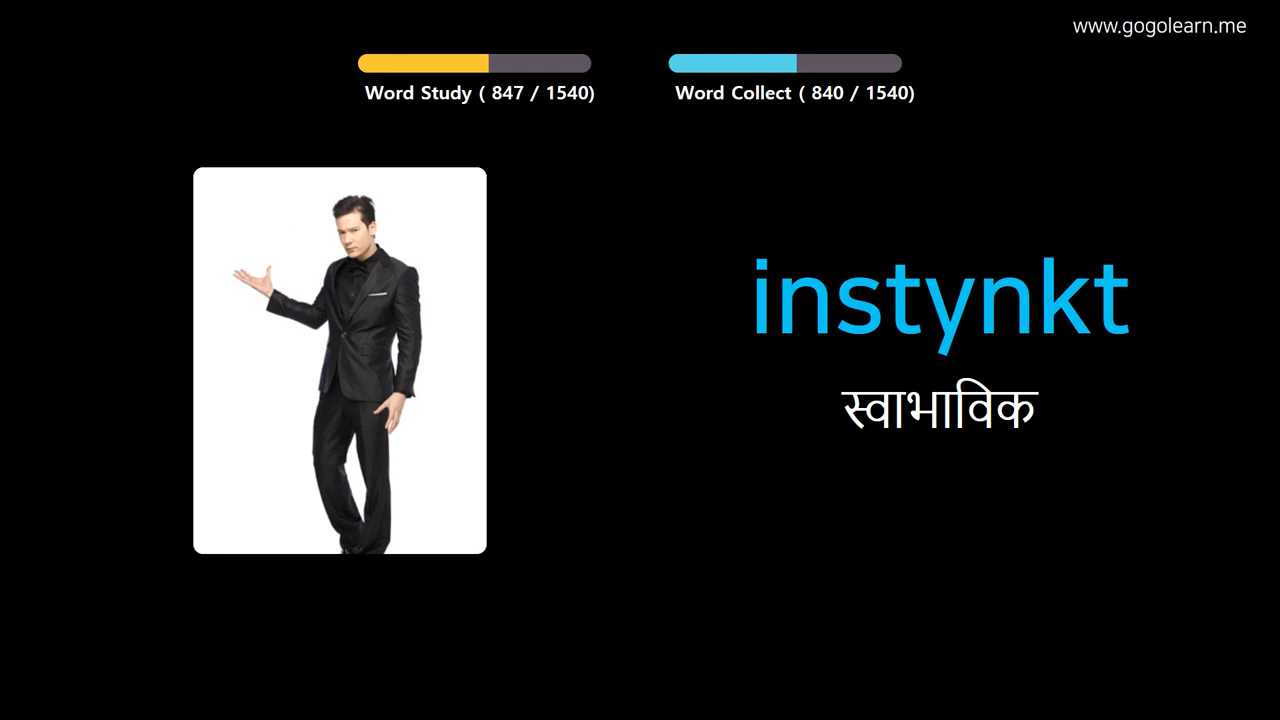 www.gogolearn.me
Word Study ( 847 / 1540)
Word Collect ( 840 / 1540)
instynkt
स्वाभाविक